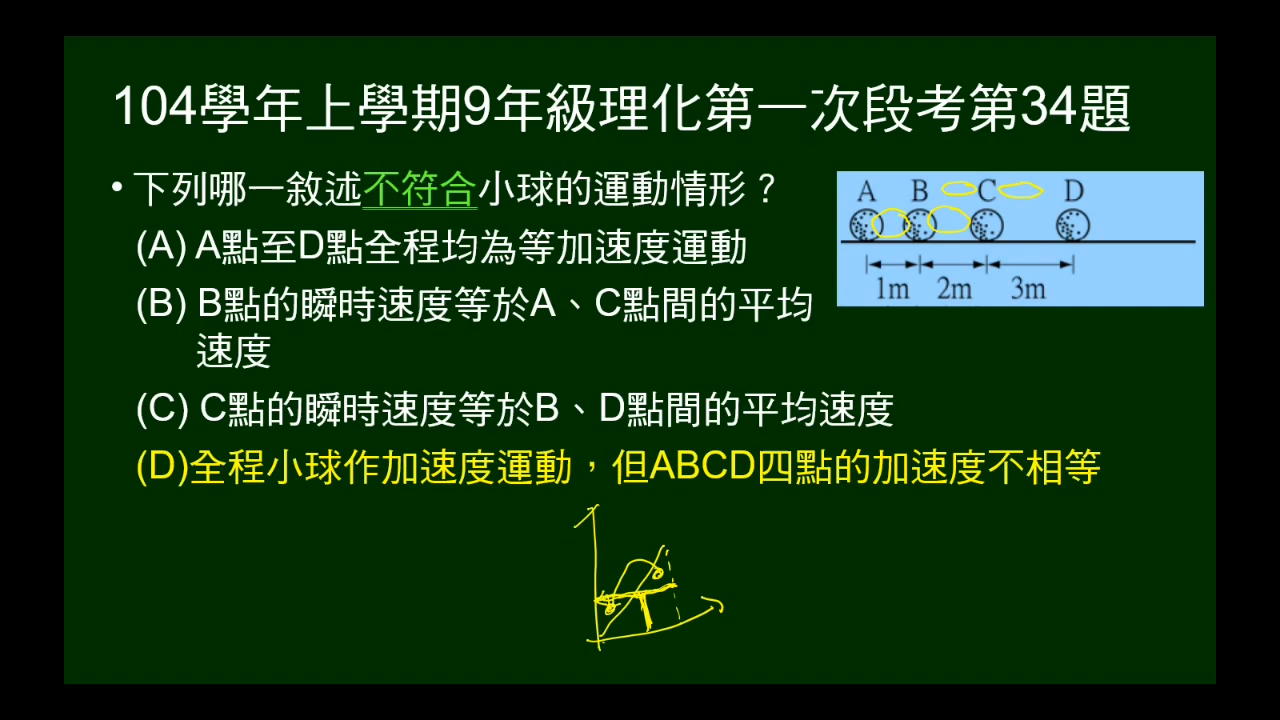 104學年上學期9年級理化第一次段考第34題
• 下列哪一敘述不符合小球的運動情形？
(A) A點至D點全程均為等加速度運動
(B) B點的瞬時速度等於A、C點間的平均
速度
(C) C點的瞬時速度等於B、D點間的平均速度
(D)全程小球作加速度運動，但ABCD四點的加速度不相等
A B C D
1m 2m 3m